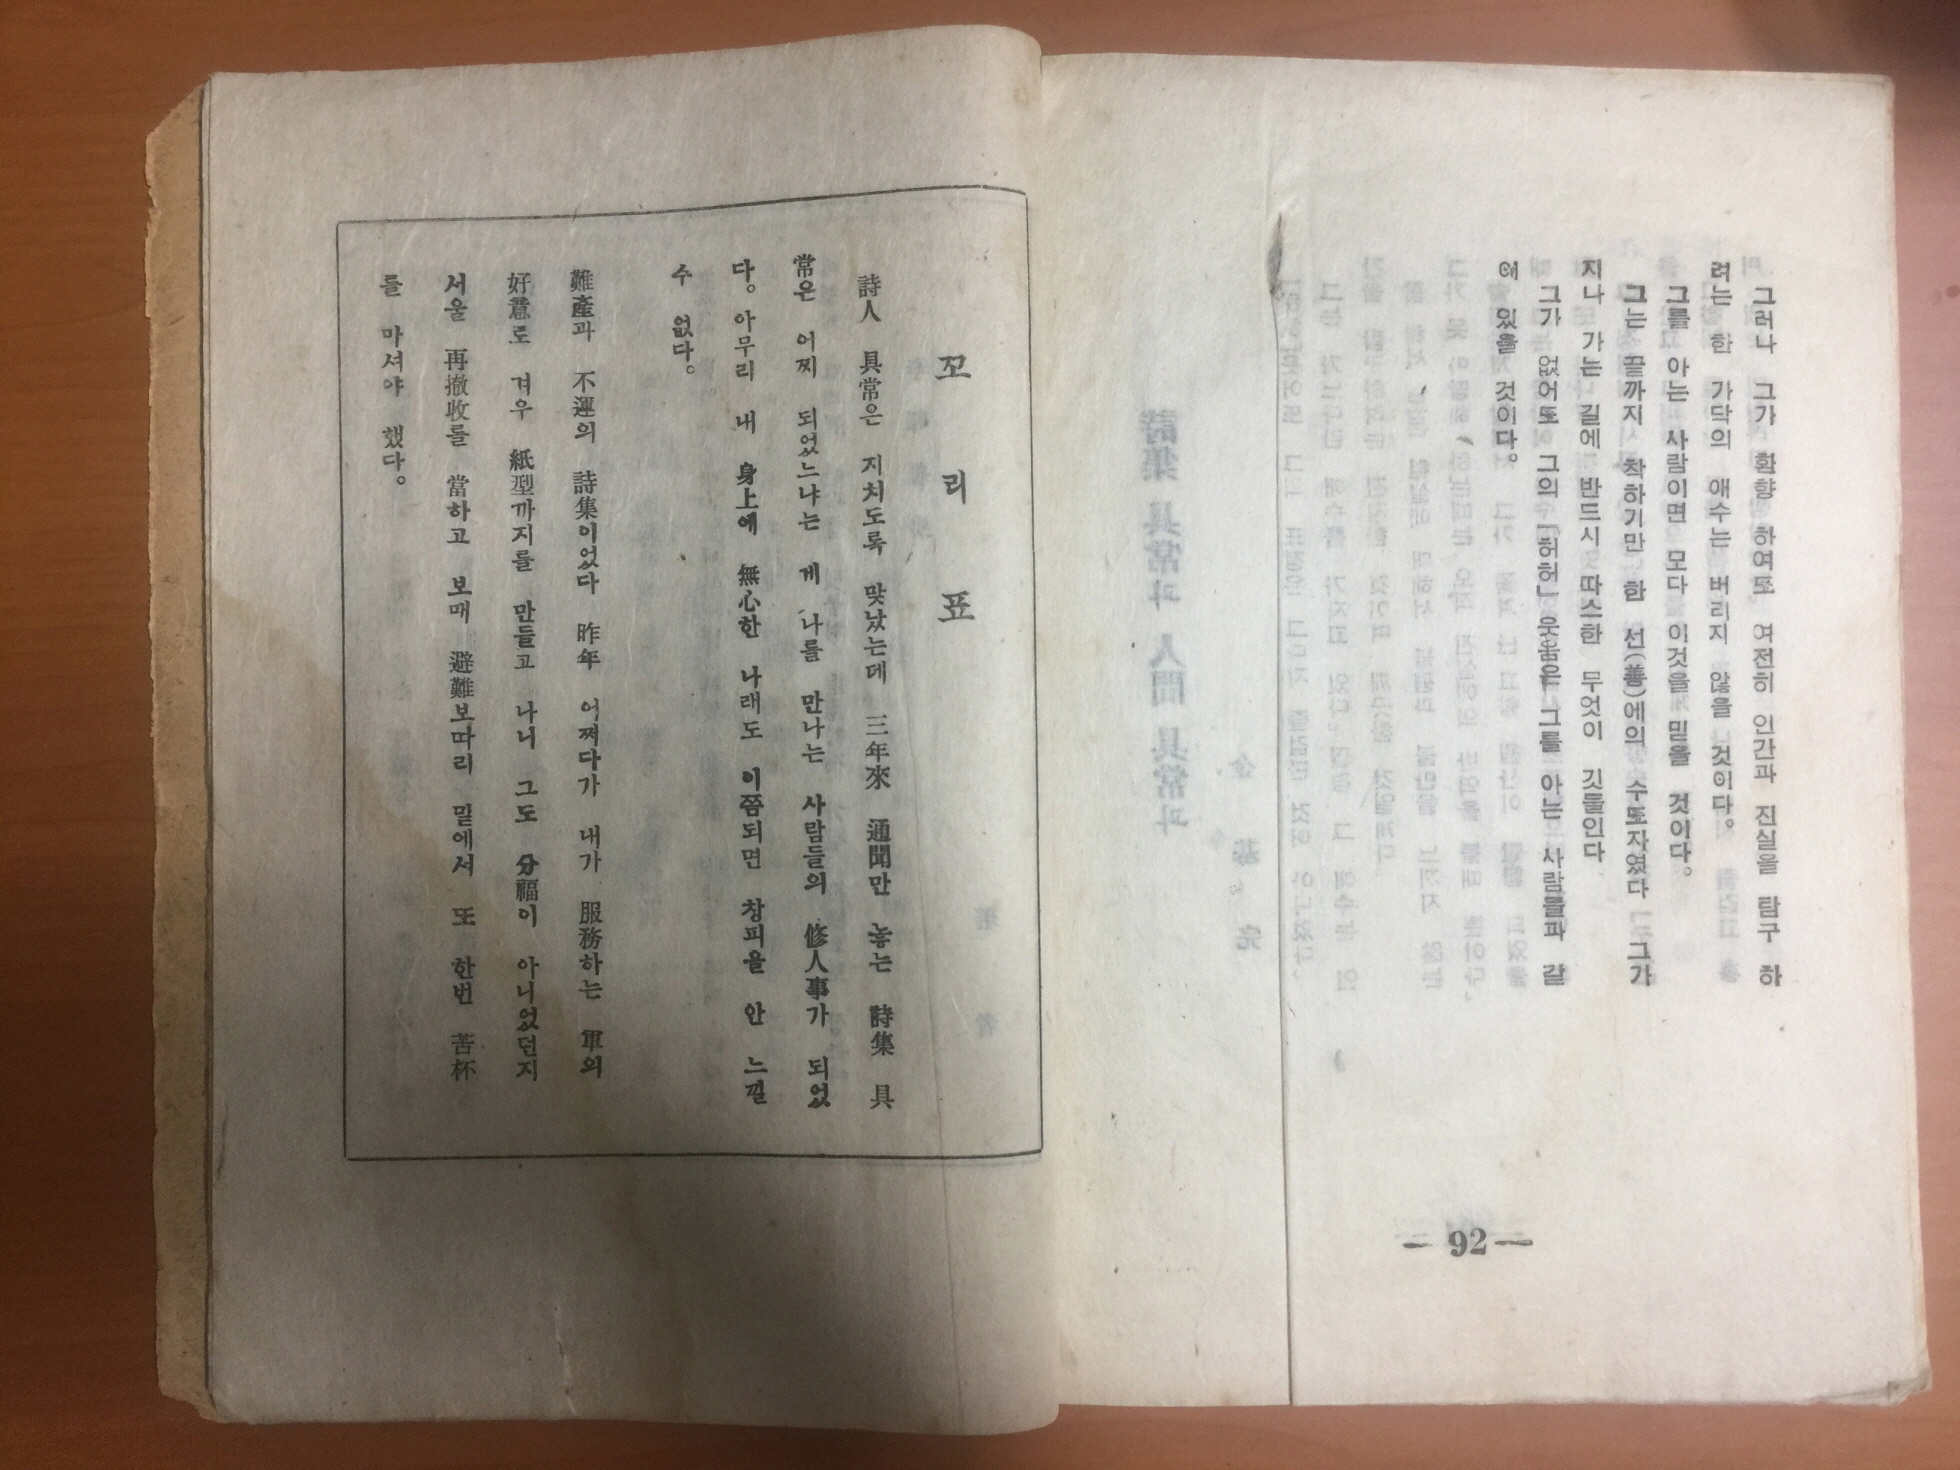 그러나 그가 환향 하여도 여전히 인간과 진실을 탐구 하
려는 한 가닥의 애수는 버리지 않을 것이다。
그를 아는 사람이면 모다 이것을 믿을 것이다。
그는 끝까지 착하기만 한 선(善)에의 수도자였다 그가
지나 가는 길에 반드시 따스한 무엇이 깃들인다
그가 없어도 그의 「허허」 웃음은 그를 아는 사람들과 같
에 있을 것이다。
— 92 —
꼬리표
詩人 具常은 지치도록 맞났는데 三年來 通聞만 놓는 詩集 具
常은 어찌 되었느냐는 게 나를 만나는 사람들의 修人事가 되었
다。 아무리 내 身上에 無心한 나래도 이쯤되면 창피을 안 느낄
수 없다。
難產과 不運의 詩集이었다 昨年 어쩌다가 내가 服務하는 軍의
好意로 겨우 紙型까지를 만들고 나니 그도 分福이 아니었던지
서울 再撤收를 當하고 보매 避難보따리 밑에서 또 한번 苦杯
를 마셔야 했다。